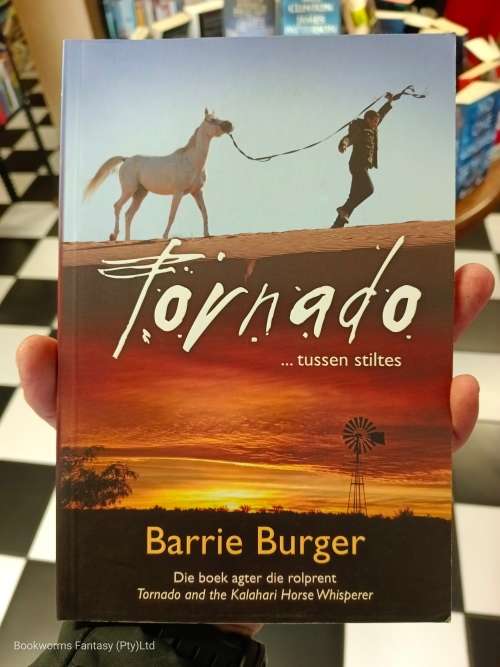 Tornado
... tussen stiltes
Barrie Burger
Die boek agter die rolprent
Tornado and the Kalahari Horse Whisperer
Bookworms Fantasy (Pty)Ltd